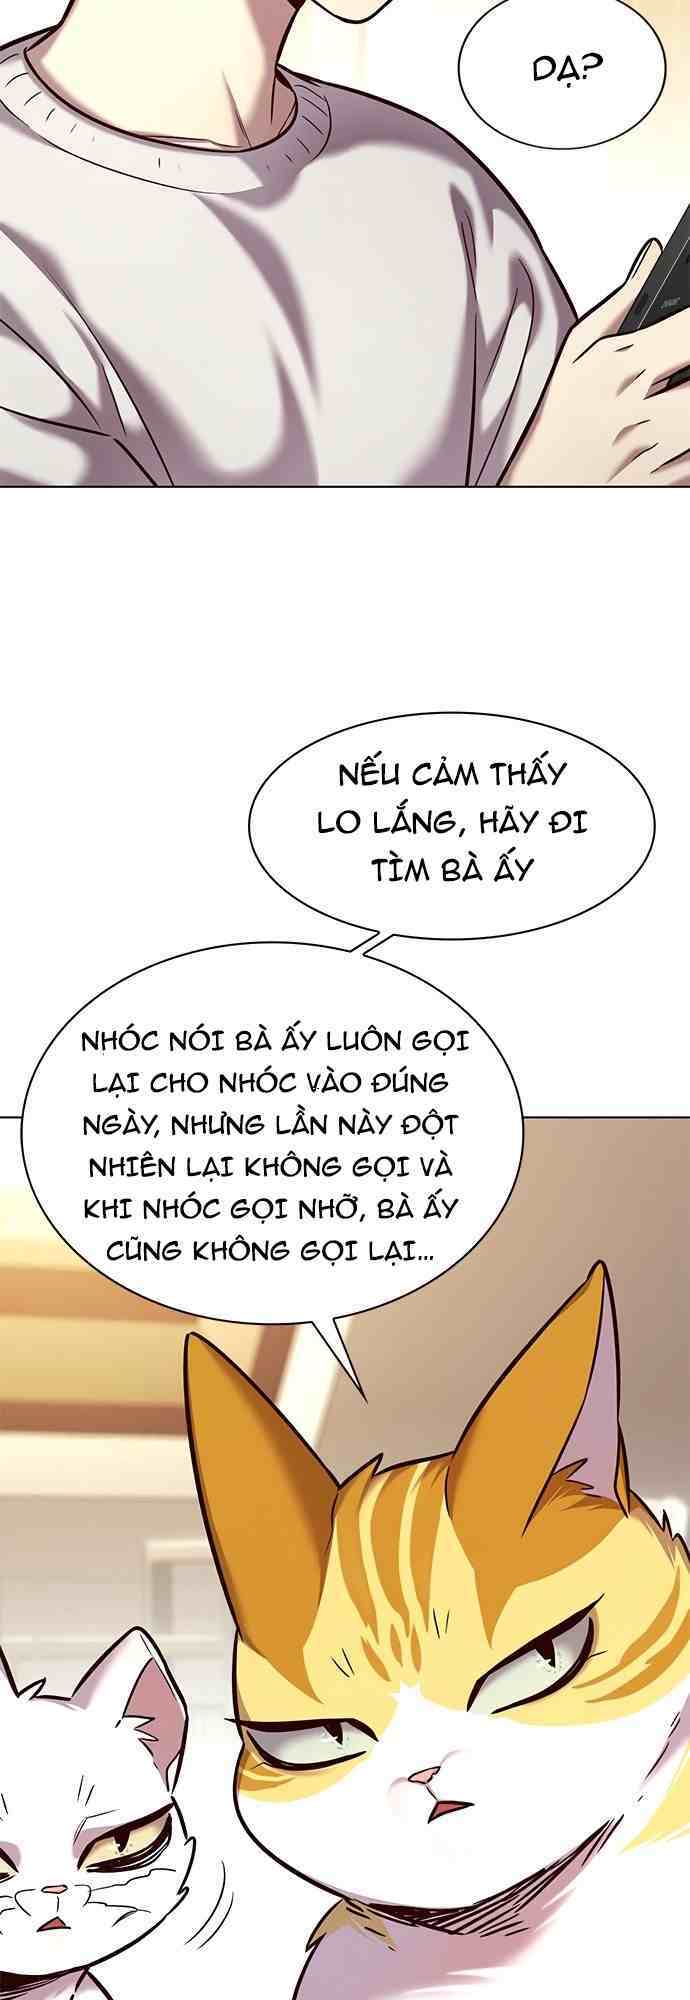 DẠ?
NẾU CẢM THẤY
LO LẮNG, HÃY ĐI
TÌM BÀ ẤY
NHÓC NÓI BÀ ẤY LUÔN GỌI
LẠI CHO NHÓC VÀO ĐÚNG
NGÀY, NHƯNG LẦN NÀY ĐỘT
NHIÊN LẠI KHÔNG GỌI VÀ
KHI NHÓC GỌI NHỠ, BÀ ẤY
CŨNG KHÔNG GỌI LẠI...